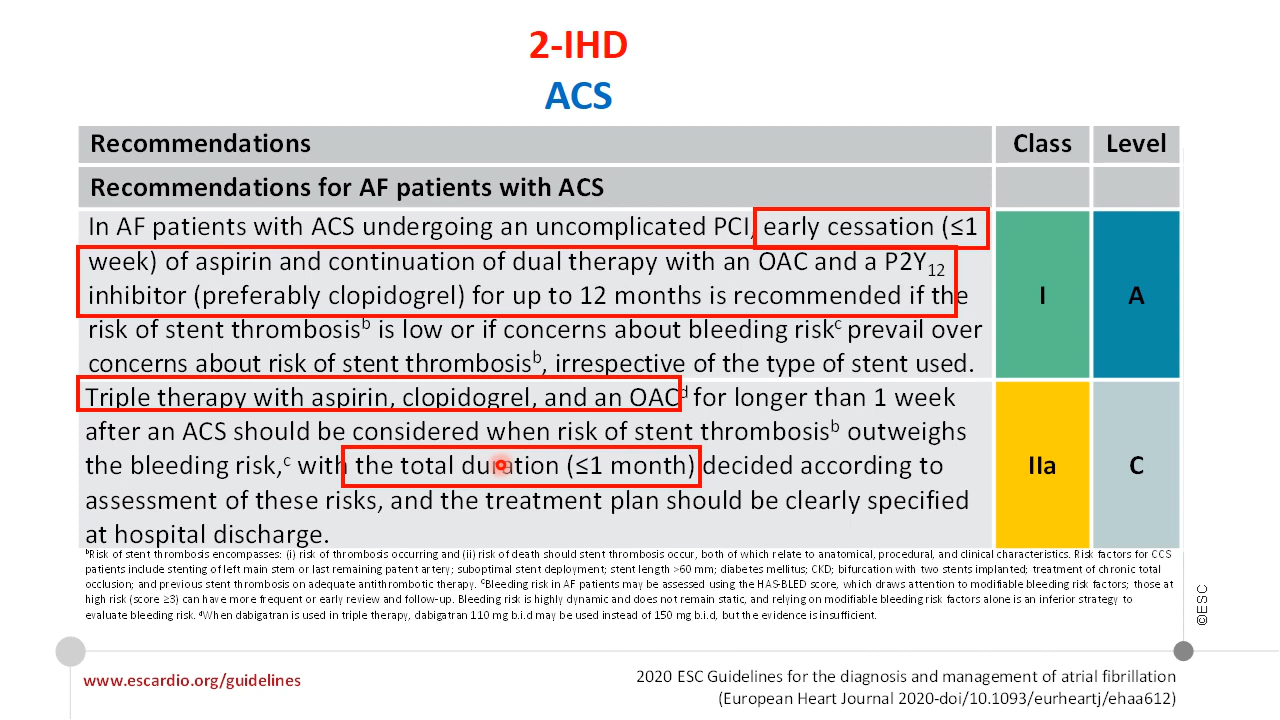 2-IHD
ACS
Recommendations Class Level
Recommendations for AF patients with ACS
In AF patients with ACS undergoing an uncomplicated PCI, early cessation (≤1
week) of aspirin and continuation of dual therapy with an OAC and a P2Y₁₂
inhibitor (preferably clopidogrel) for up to 12 months is recommended if the
risk of stent thrombosisᵇ is low or if concerns about bleeding riskᶜ prevail over
concerns about risk of stent thrombosisᵇ, irrespective of the type of stent used.
I A
Triple therapy with aspirin, clopidogrel, and an OACᵈ for longer than 1 week
after an ACS should be considered when risk of stent thrombosisᵇ outweighs
the bleeding risk,ᶜ with the total duration (≤1 month) decided according to
assessment of these risks, and the treatment plan should be clearly specified
at hospital discharge.
IIa C
ᵇRisk of stent thrombosis encompasses: (i) risk of thrombosis occurring and (ii) risk of death should stent thrombosis occur, both of which relate to anatomical, procedural, and clinical characteristics. Risk factors for CCS
patients include stenting of left main stem or last remaining patent artery; suboptimal stent deployment; stent length >60 mm; diabetes mellitus; CKD; bifurcation with two stents implanted; treatment of chronic total
occlusion; and previous stent thrombosis on adequate antithrombotic therapy. ᶜBleeding risk in AF patients may be assessed using the HAS-BLED score, which draws attention to modifiable bleeding risk factors; those at
high risk (score ≥3) can have more frequent or early review and follow-up. Bleeding risk is highly dynamic and does not remain static, and relying on modifiable bleeding risk factors alone is an inferior strategy to
evaluate bleeding risk. ᵈWhen dabigatran is used in triple therapy, dabigatran 110 mg b.i.d may be used instead of 150 mg b.i.d, but the evidence is insufficient.
©ESC
www.escardio.org/guidelines
2020 ESC Guidelines for the diagnosis and management of atrial fibrillation
(European Heart Journal 2020-doi/10.1093/eurheartj/ehaa612)